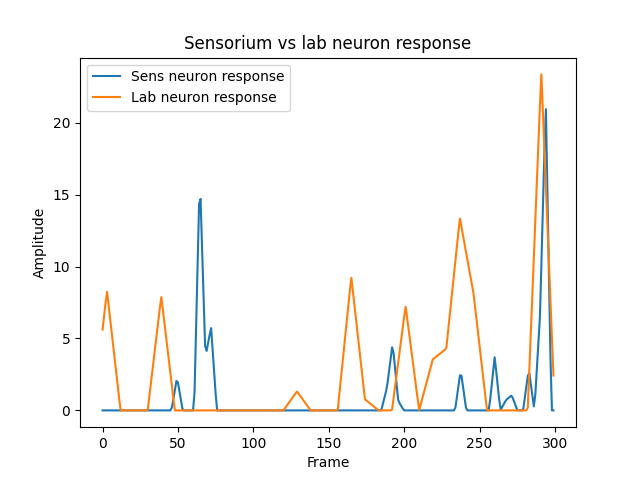 Sensorium vs lab neuron response
Sens neuron response
Lab neuron response
Amplitude
20
15
10
5
0
0 50 100 150 200 250 300
Frame